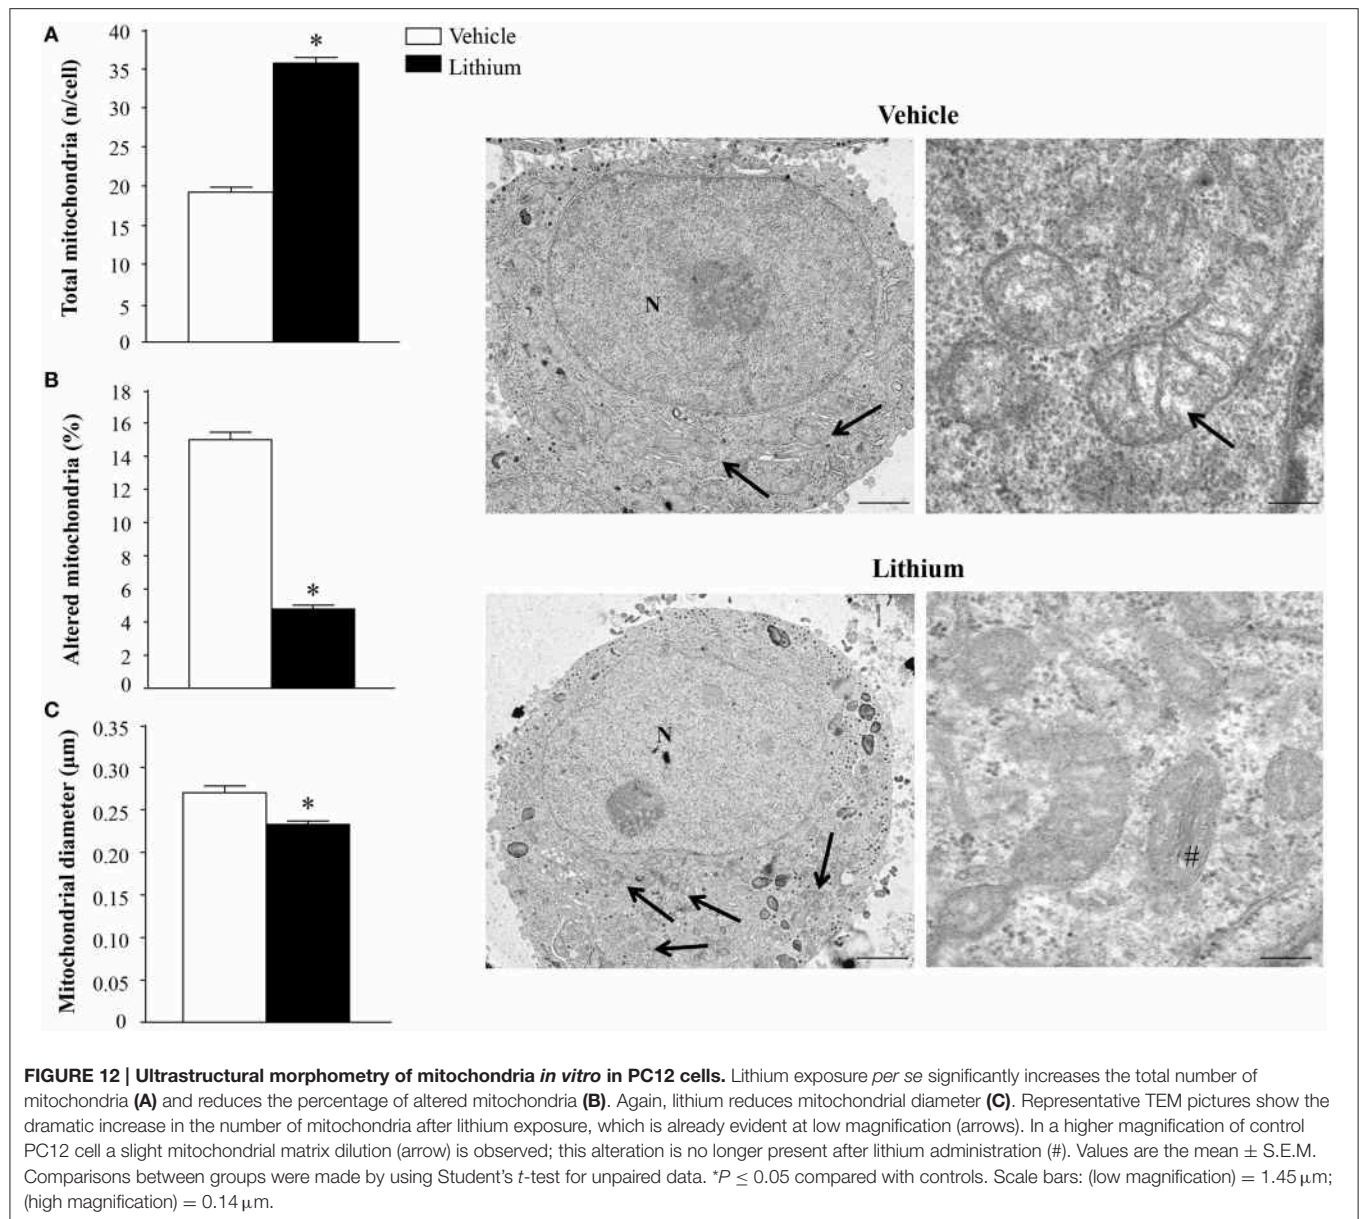 A
Total mitochondria (n/cell)
40
35
30
25
20
15
10
5
0
*
Vehicle
Lithium
B
Altered mitochondria (%)
18
16
14
12
10
8
6
4
2
0
*
C
Mitochondrial diameter (µm)
0.35
0.30
0.25
0.20
0.15
0.10
0.05
0
*
Vehicle
N
Lithium
N
#
FIGURE 12 | Ultrastructural morphometry of mitochondria in vitro in PC12 cells. Lithium exposure per se significantly increases the total number of
mitochondria (A) and reduces the percentage of altered mitochondria (B). Again, lithium reduces mitochondrial diameter (C). Representative TEM pictures show the
dramatic increase in the number of mitochondria after lithium exposure, which is already evident at low magnification (arrows). In a higher magnification of control
PC12 cell a slight mitochondrial matrix dilution (arrow) is observed; this alteration is no longer present after lithium administration (#). Values are the mean ± S.E.M.
Comparisons between groups were made by using Student's t-test for unpaired data. *P ≤ 0.05 compared with controls. Scale bars: (low magnification) = 1.45 µm;
(high magnification) = 0.14 µm.